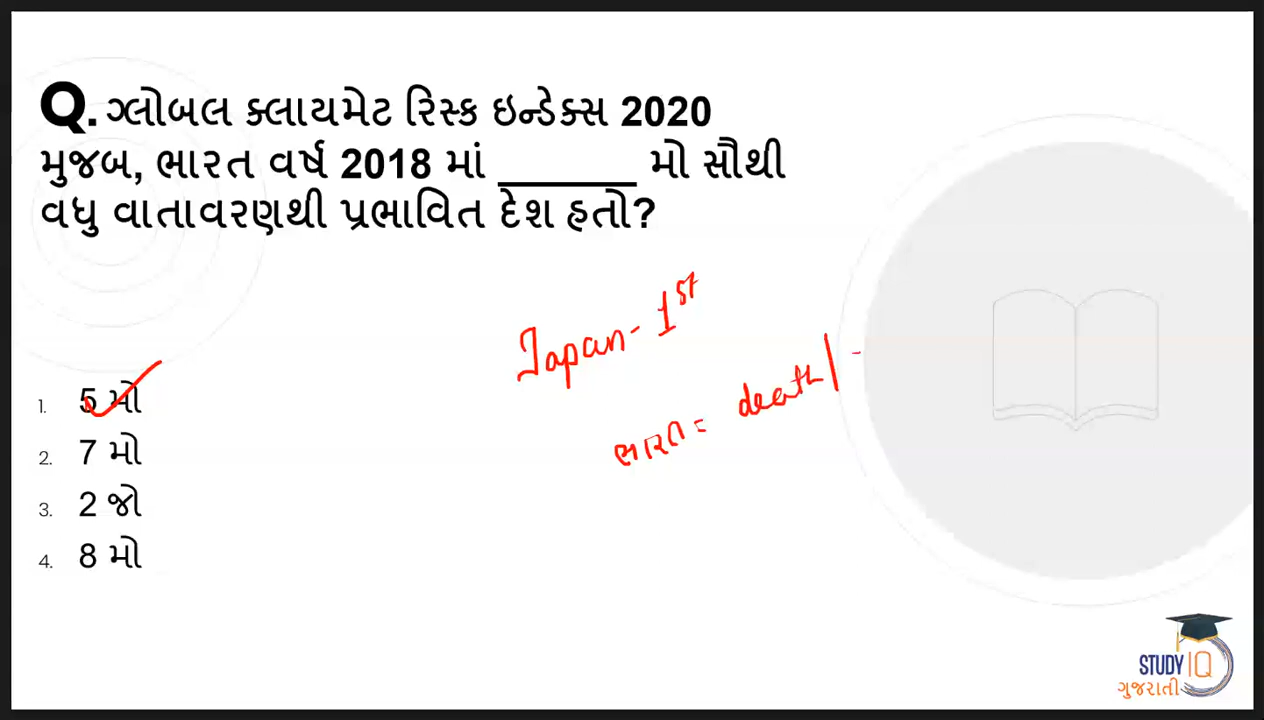 Q. ગ્લોબલ ક્લાયમેટ રિસ્ક ઇન્ડેક્સ 2020
મુજબ, ભારત વર્ષ 2018 માં ______ મો સૌથી
વધુ વાતાવરણથી પ્રભાવિત દેશ હતો?
Japan - 1st
death |
ભારત =
1. 5 મો
2. 7 મો
3. 2 જો
4. 8 મો
STUDY IQ
ગુજરાતી